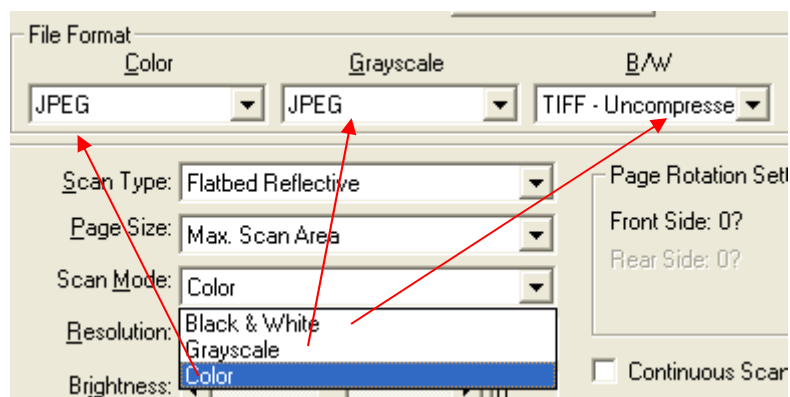 File Format
Color Grayscale B/W
JPEG JPEG TIFF - Uncompresse
Scan Type: Flatbed Reflective
Page Rotation Sett
Page Size: Max. Scan Area
Front Side: 0?
Rear Side: 0?
Scan Mode: Color
Black & White
Resolution:
Grayscale
Color
Continuous Scan
Brightness: